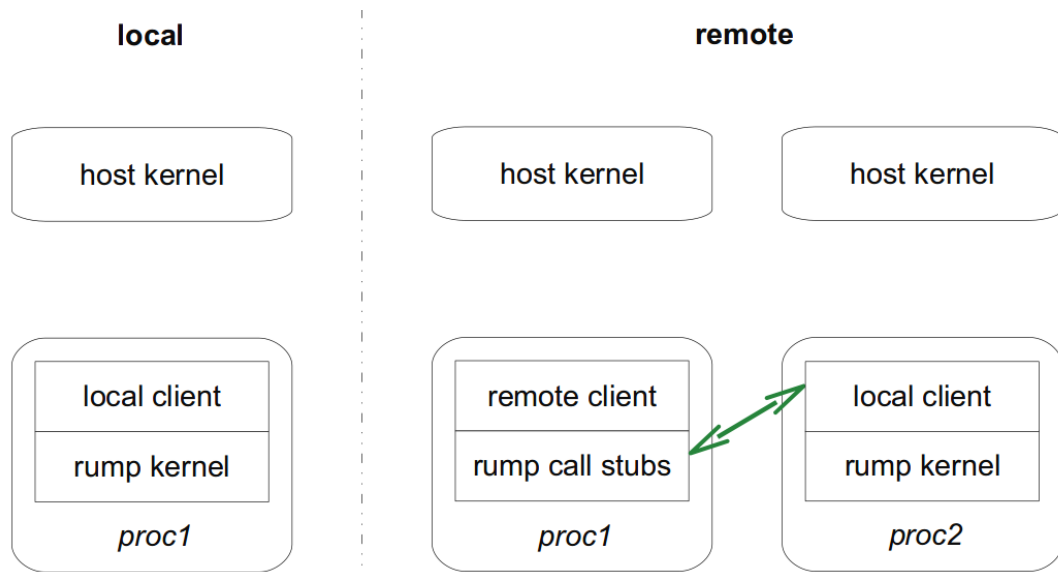 local
remote
host kernel
host kernel
host kernel
local client
rump kernel
proc1
remote client
rump call stubs
proc1
local client
rump kernel
proc2